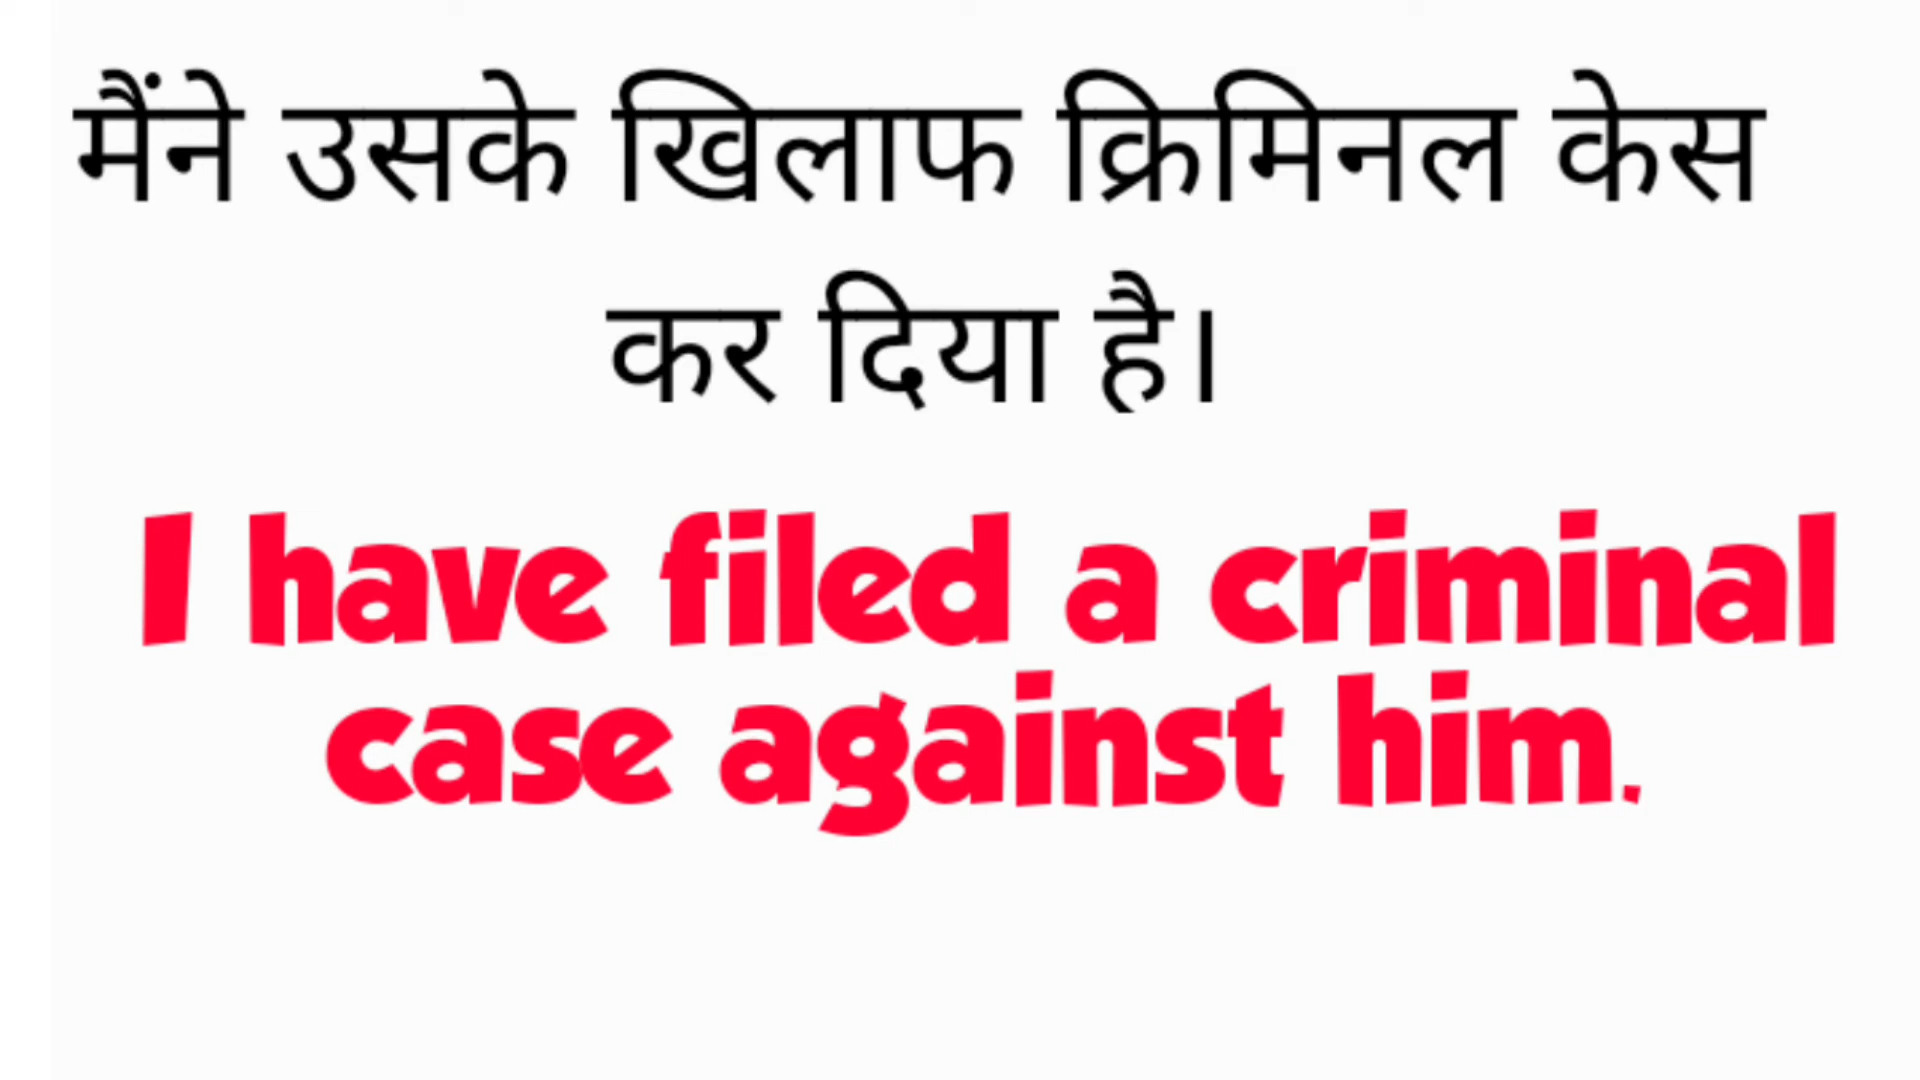 मैंने उसके खिलाफ क्रिमिनल केस
कर दिया है।
I have filed a criminal
case against him.